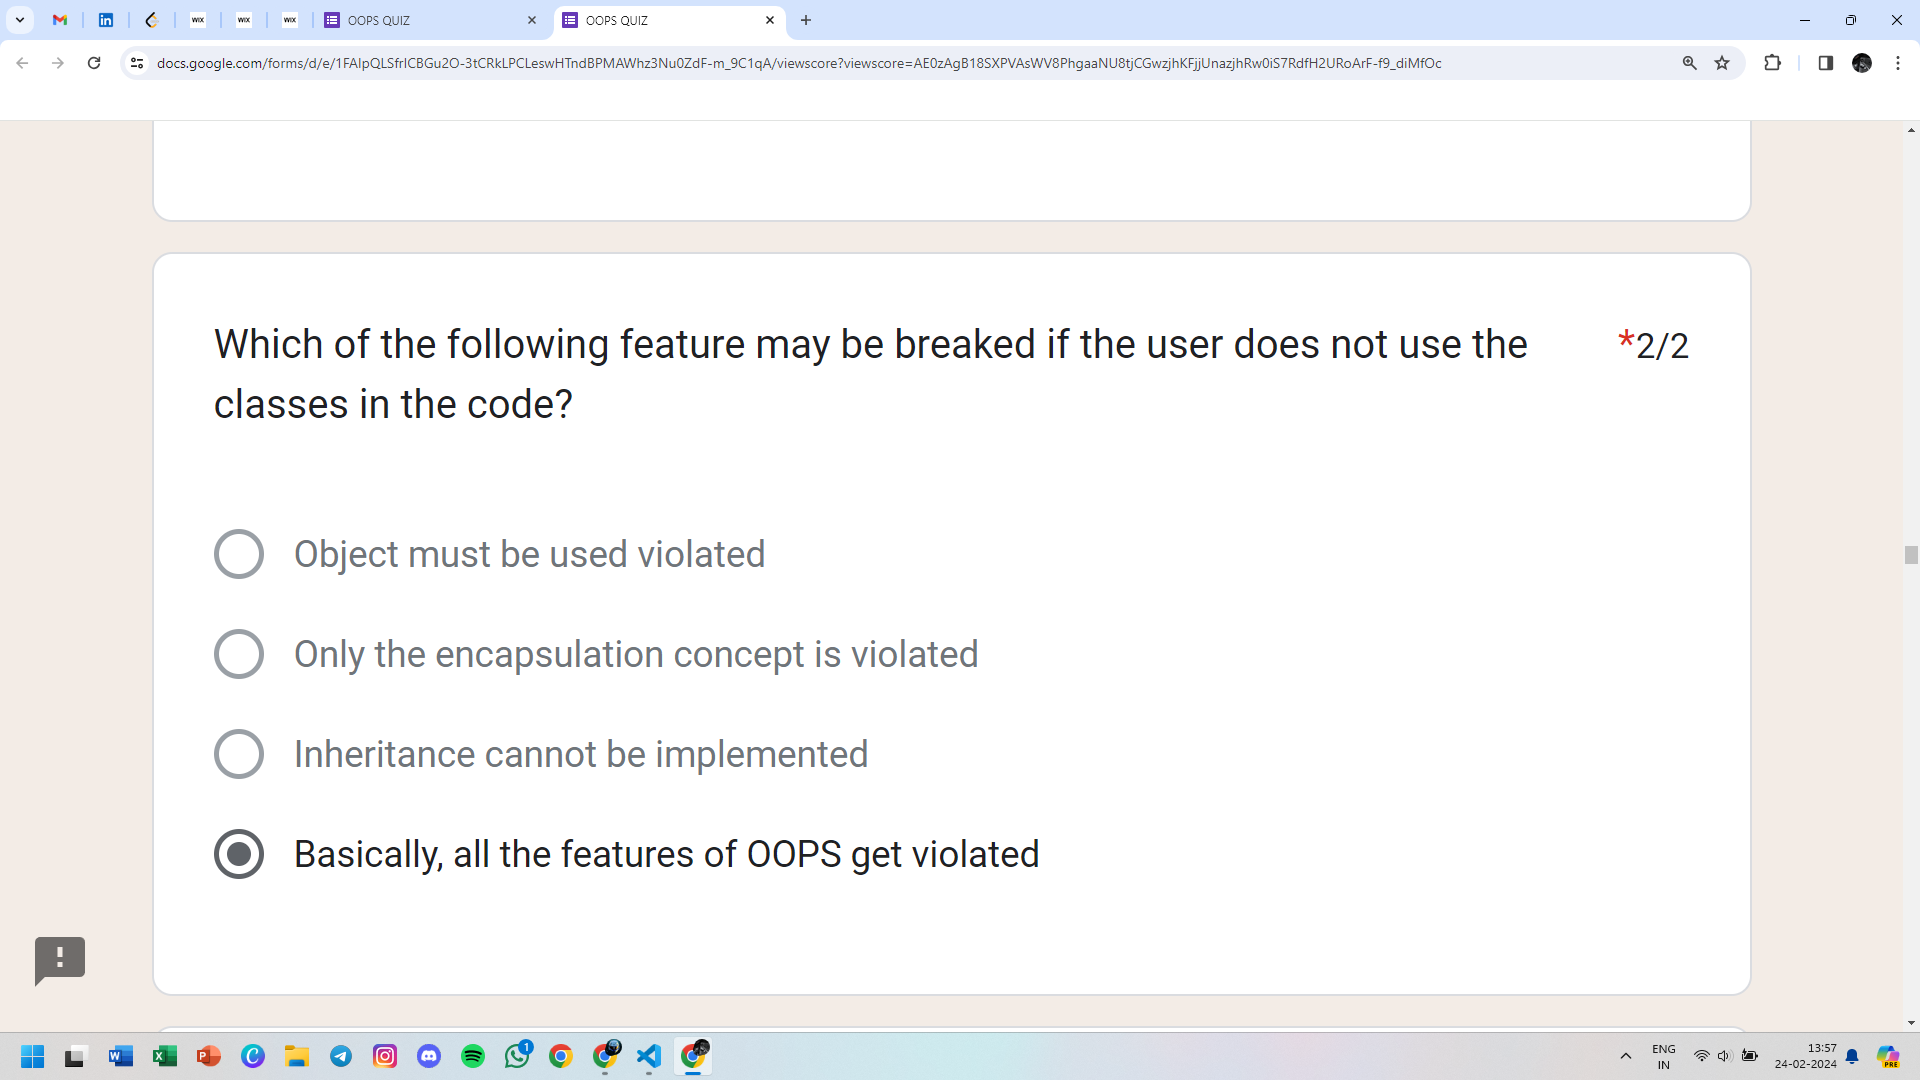 OOPS QUIZ
OOPS QUIZ
docs.google.com/forms/d/e/1FAIpQLSfrICBGu2O-3tCRkLPCLeswHTndBPMAWhz3Nu0ZdF-m_9C1qA/viewscore?viewscore=AE0zAgB18SXPVAsWV8PhgaaNU8tjCGwzjhKFjjUnazjhRw0iS7RdfH2URoArF-f9_diMfOc
Which of the following feature may be breaked if the user does not use the
classes in the code?
*2/2
Object must be used violated
Only the encapsulation concept is violated
Inheritance cannot be implemented
Basically, all the features of OOPS get violated
ENG
IN
13:57
24-02-2024